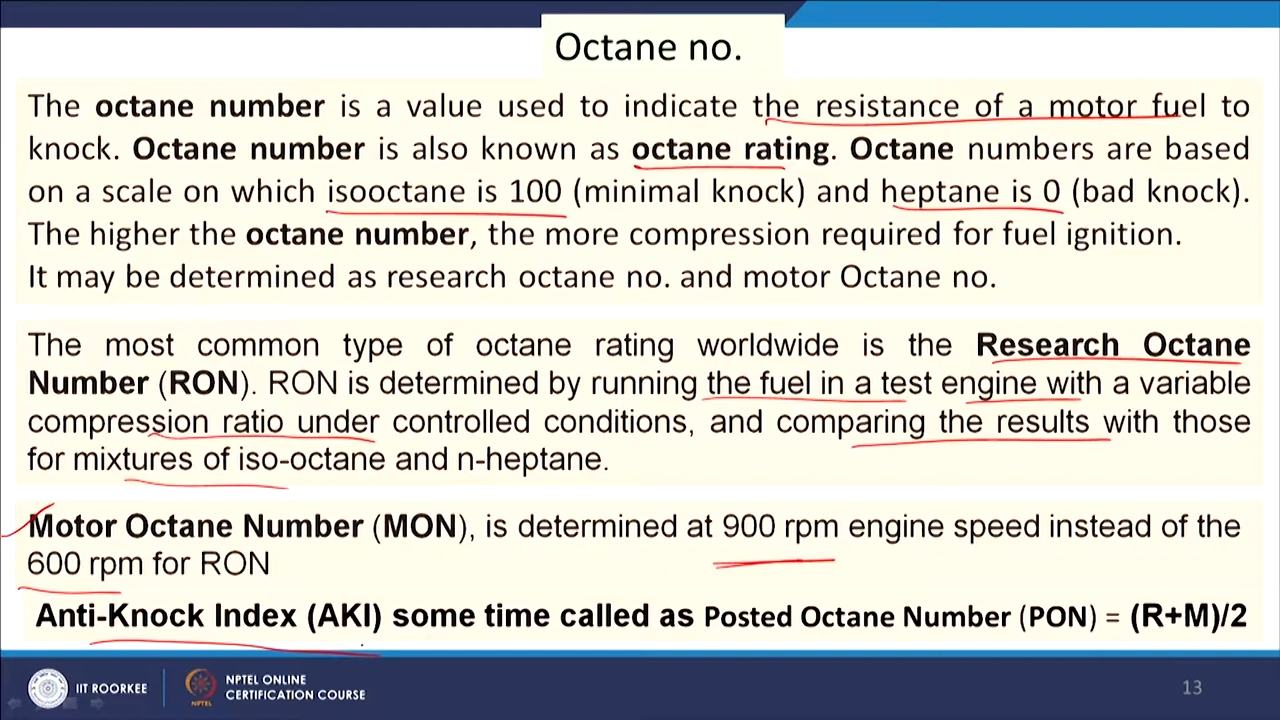 Octane no.
The octane number is a value used to indicate the resistance of a motor fuel to
knock. Octane number is also known as octane rating. Octane numbers are based
on a scale on which isooctane is 100 (minimal knock) and heptane is 0 (bad knock).
The higher the octane number, the more compression required for fuel ignition.
It may be determined as research octane no. and motor Octane no.
The most common type of octane rating worldwide is the Research Octane
Number (RON). RON is determined by running the fuel in a test engine with a variable
compression ratio under controlled conditions, and comparing the results with those
for mixtures of iso-octane and n-heptane.
Motor Octane Number (MON), is determined at 900 rpm engine speed instead of the
600 rpm for RON
Anti-Knock Index (AKI) some time called as Posted Octane Number (PON) = (R+M)/2
IIT ROORKEE
NPTEL
NPTEL ONLINE
CERTIFICATION COURSE
13